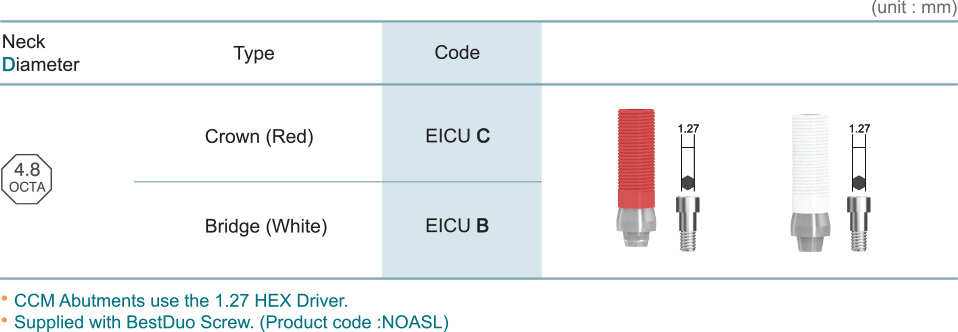 (unit : mm)
Neck
Diameter
Type
Code
4.8
OCTA
Crown (Red)
EICU C
1.27
1.27
Bridge (White)
EICU B
• CCM Abutments use the 1.27 HEX Driver.
• Supplied with BestDuo Screw. (Product code :NOASL)